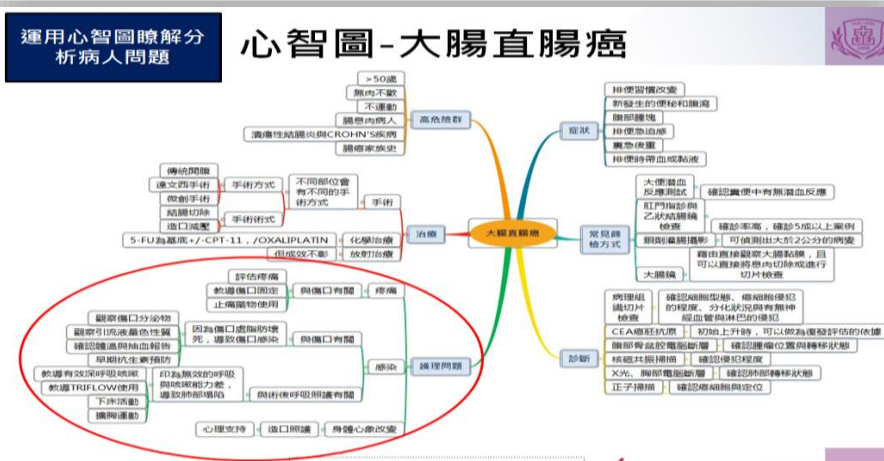 運用心智圖瞭解分
析病人問題
心智圖-大腸直腸癌
>50歲
無肉不歡
不運動
腸息肉病人
潰瘍性結腸炎與CROHN'S疾病
腸癌家族史
高危險群
傳統開腹
達文西手術
微創手術
手術方式
結腸切除
造口減壓
手術術式
不同部位會
有不同的手
術方式
手術
5-FU為基底+/-CPT-11，/OXALIPLATIN
化學治療
但成效不彰
放射治療
治療
大腸直腸癌
排便習慣改變
新發生的便秘和腹瀉
腹部腫塊
排便急迫感
裏急後重
排便時帶血或黏液
症狀
大便潛血
反應測試
確認糞便中有無潛血反應
肛門指診與
乙狀結腸鏡
檢查
確診率高，確診5成以上案例
鋇劑灌腸攝影
可偵測出大於2公分的病變
大腸鏡
藉由直接觀察大腸黏膜，且
可以直接將息肉切除或進行
切片檢查
常見篩
檢方式
病理組
織切片
檢查
確認細胞型態、癌細胞侵犯
的程度、分化狀況與有無神
經血管與淋巴的侵犯
CEA癌胚抗原
初始上升時，可以做為復發評估的依據
腹部骨盆腔電腦斷層
確認腫瘤位置與轉移狀態
核磁共振掃描
確認侵犯程度
X光、胸部電腦斷層
確認肺部轉移狀態
正子掃描
確認癌細胞與定位
診斷
評估疼痛
教導傷口固定
止痛藥物使用
與傷口有關
疼痛
觀察傷口分泌物
觀察引流液量色性質
確認體溫與抽血報告
早期抗生素預防
因為傷口處脂肪壞
死，導致傷口感染
與傷口有關
感染
教導有效深呼吸咳嗽
教導TRIFLOW使用
下床活動
擴胸運動
因為無效的呼吸
與咳嗽能力差，
導致肺部塌陷
與術後呼吸照護有關
心理支持
造口照護
身體心象改變
護理問題